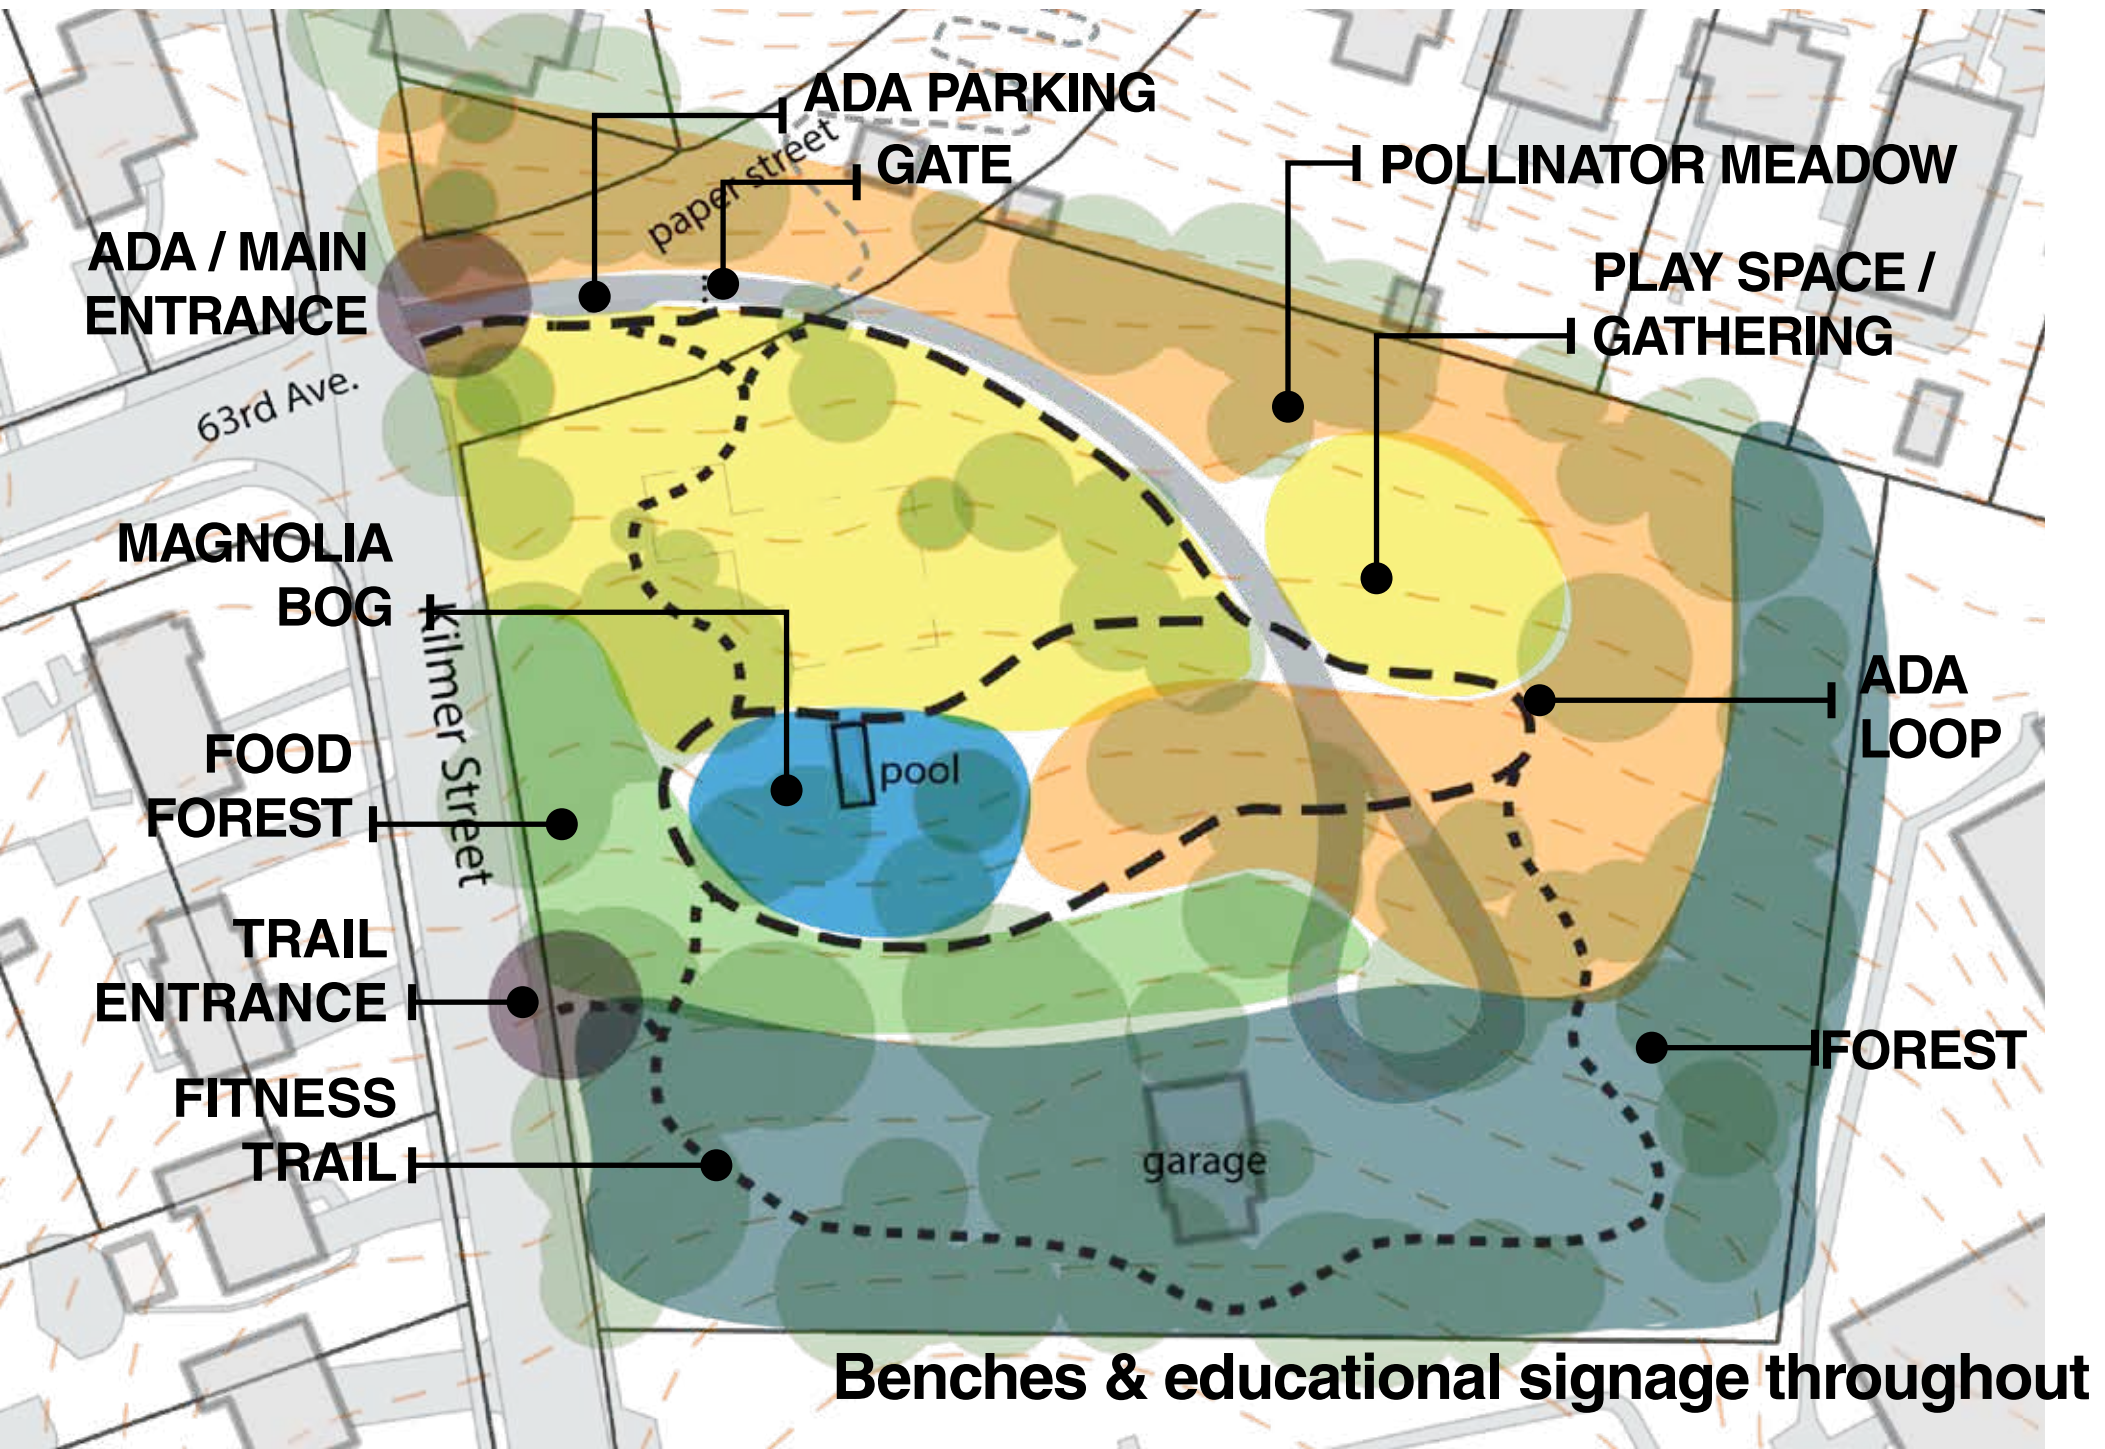 ADA PARKING
paper street
GATE
POLLINATOR MEADOW
ADA / MAIN
ENTRANCE
PLAY SPACE /
GATHERING
63rd Ave.
MAGNOLIA
BOG
Kilmer Street
ADA
LOOP
FOOD
FOREST
pool
TRAIL
ENTRANCE
FOREST
FITNESS
TRAIL
garage
Benches & educational signage throughout